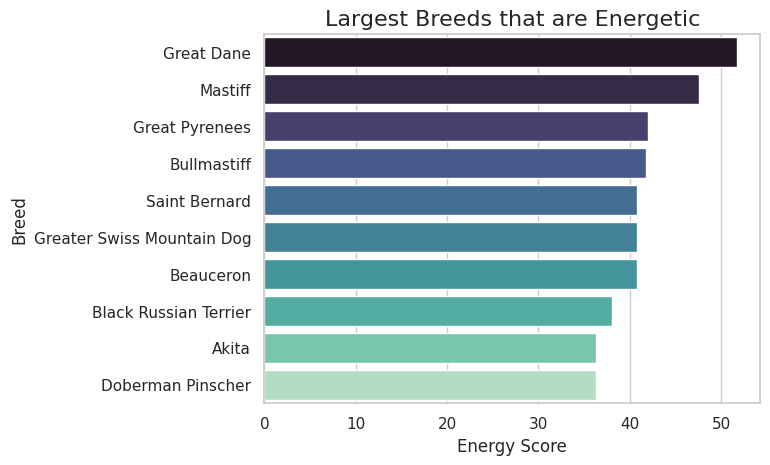 Largest Breeds that are Energetic
Great Dane
Mastiff
Great Pyrenees
Bullmastiff
Saint Bernard
Greater Swiss Mountain Dog
Beauceron
Black Russian Terrier
Akita
Doberman Pinscher
Breed
0 10 20 30 40 50
Energy Score